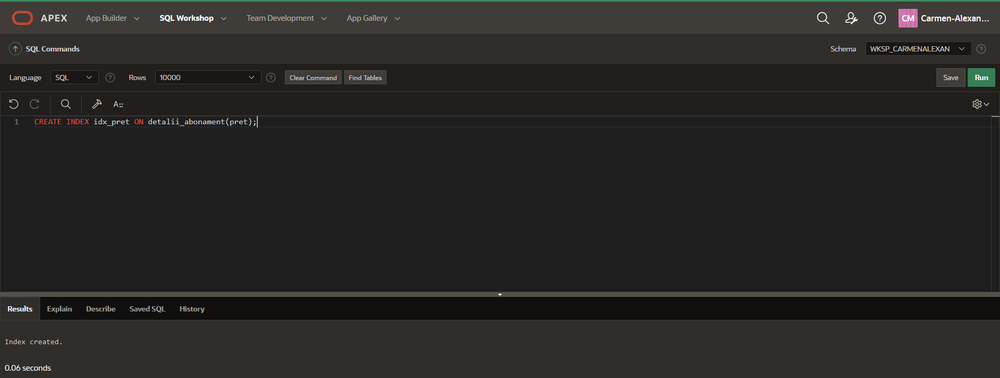 APEX App Builder SQL Workshop Team Development App Gallery CM Carmen-Alexan...
SQL Commands Schema WKSP_CARMENALEXAN
Language SQL Rows 10000 Clear Command Find Tables Save Run
A::
1 CREATE INDEX idx_pret ON detalii_abonament(pret);
Results Explain Describe Saved SQL History
Index created.
0.06 seconds